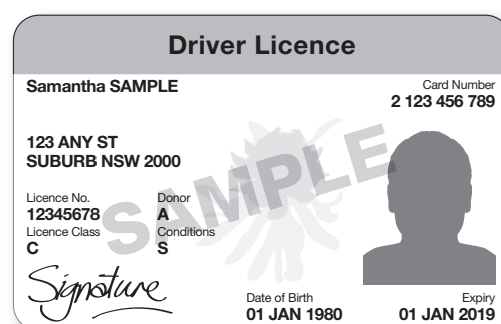 Driver Licence
Samantha SAMPLE
Card Number
2 123 456 789
123 ANY ST
SUBURB NSW 2000
SAMPLE
Licence No. Donor
12345678 A
Licence Class Conditions
C S
Signature
Date of Birth Expiry
01 JAN 1980 01 JAN 2019